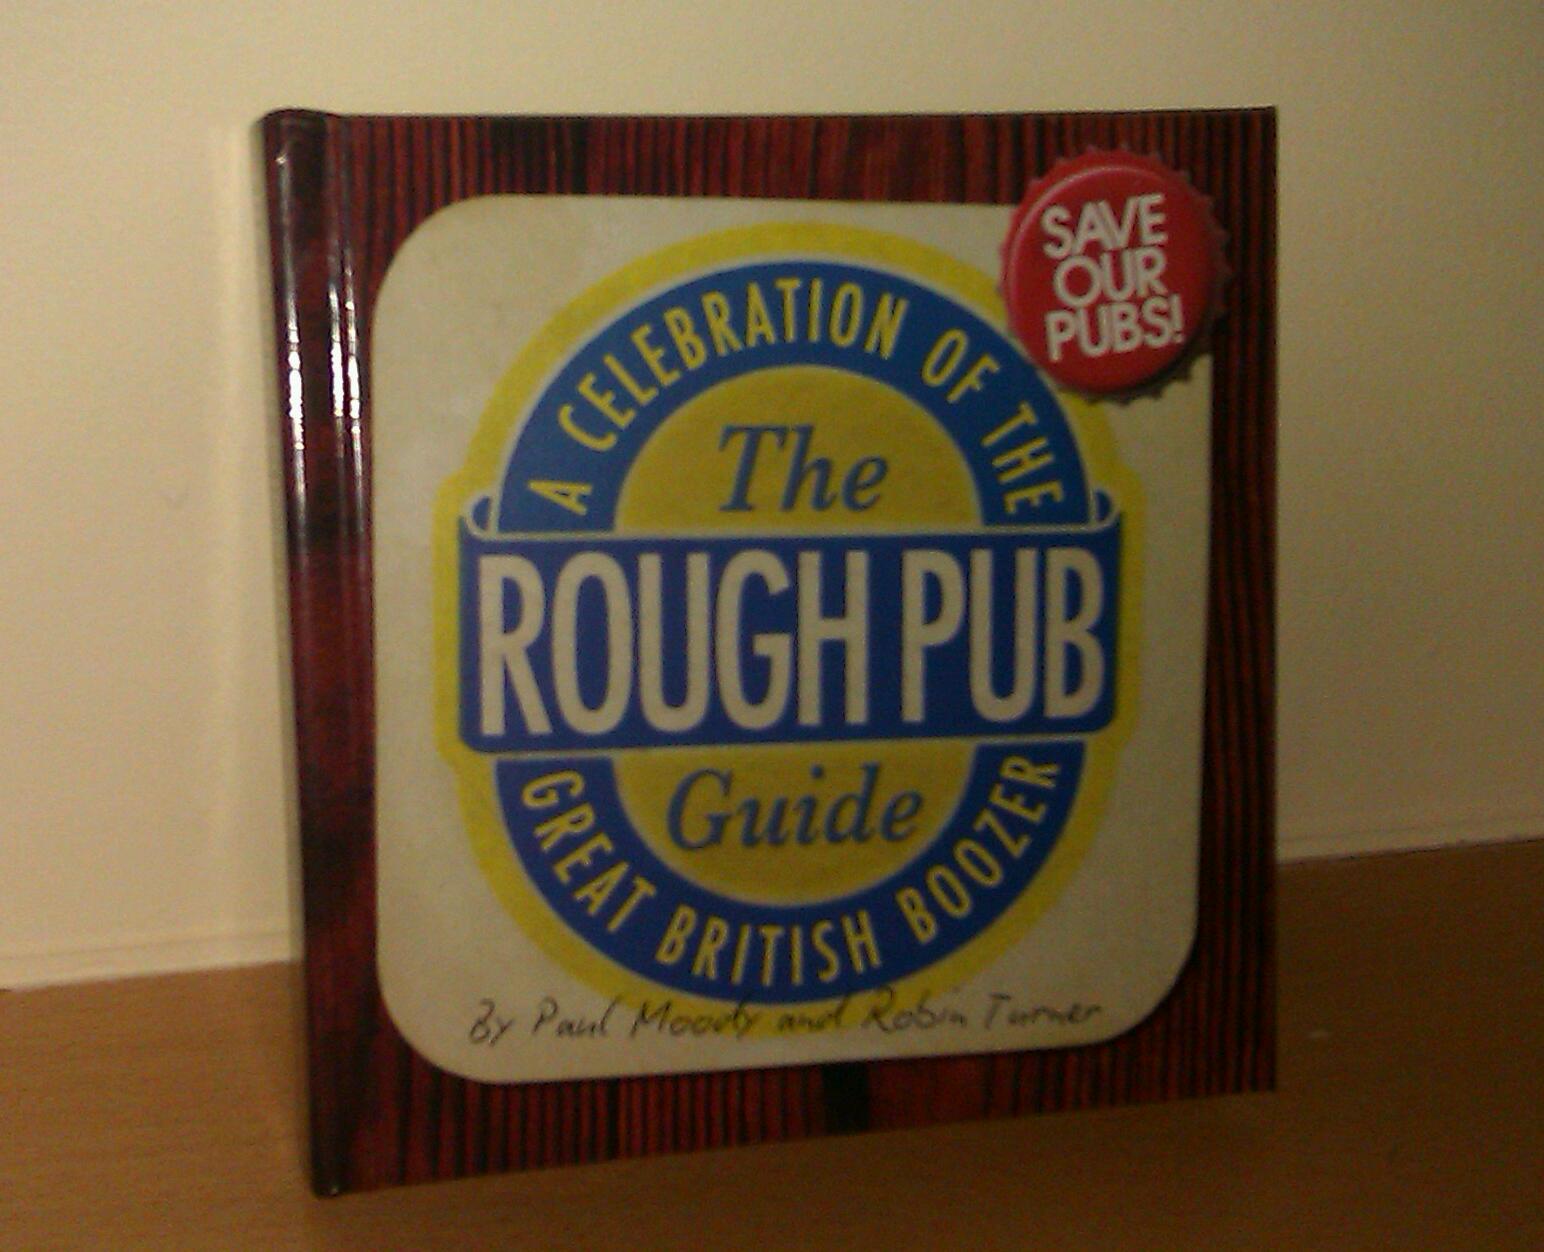 SAVE
OUR
PUBS!
A CELEBRATION OF THE
The
ROUGH PUB
Guide
GREAT BRITISH BOOZER
By Paul Moody and Robin Turner